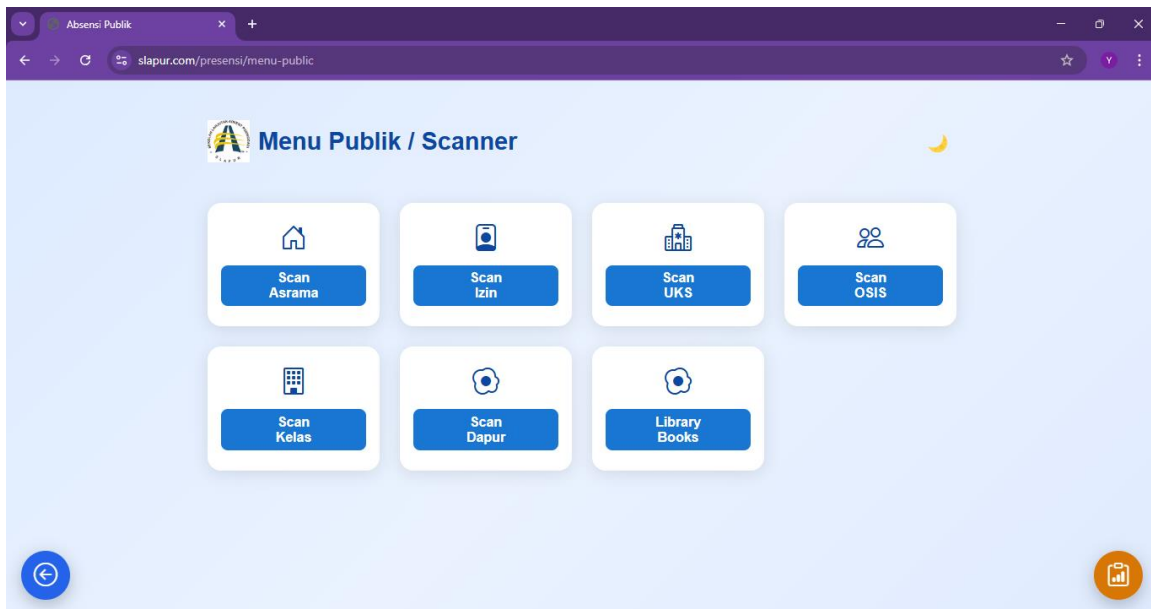 Absensi Publik
slapur.com/presensi/menu-public
Y
Menu Publik / Scanner
Scan
Asrama
Scan
Izin
Scan
UKS
Scan
OSIS
Scan
Kelas
Scan
Dapur
Library
Books